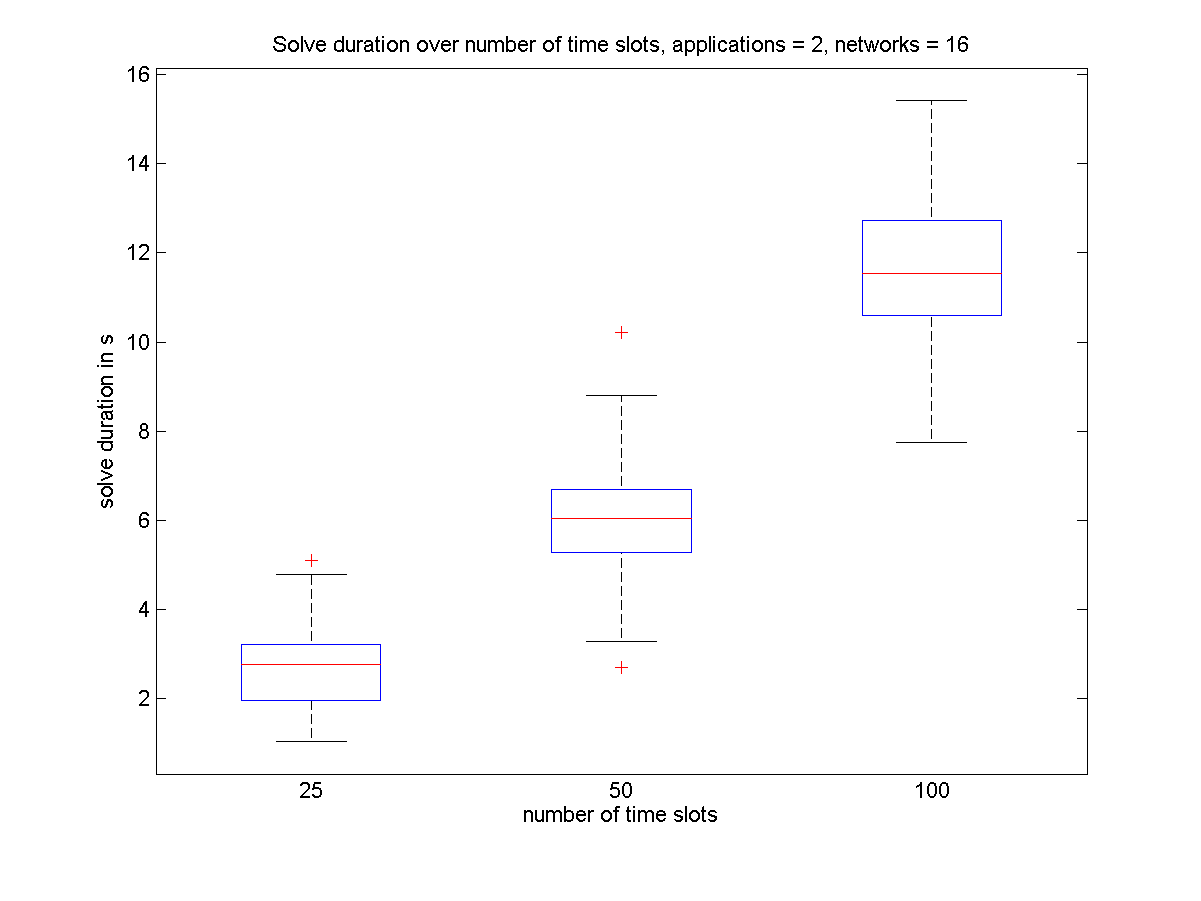 Solve duration over number of time slots, applications = 2, networks = 16
16
14
12
10
8
6
4
2
solve duration in s
25 50 100
number of time slots